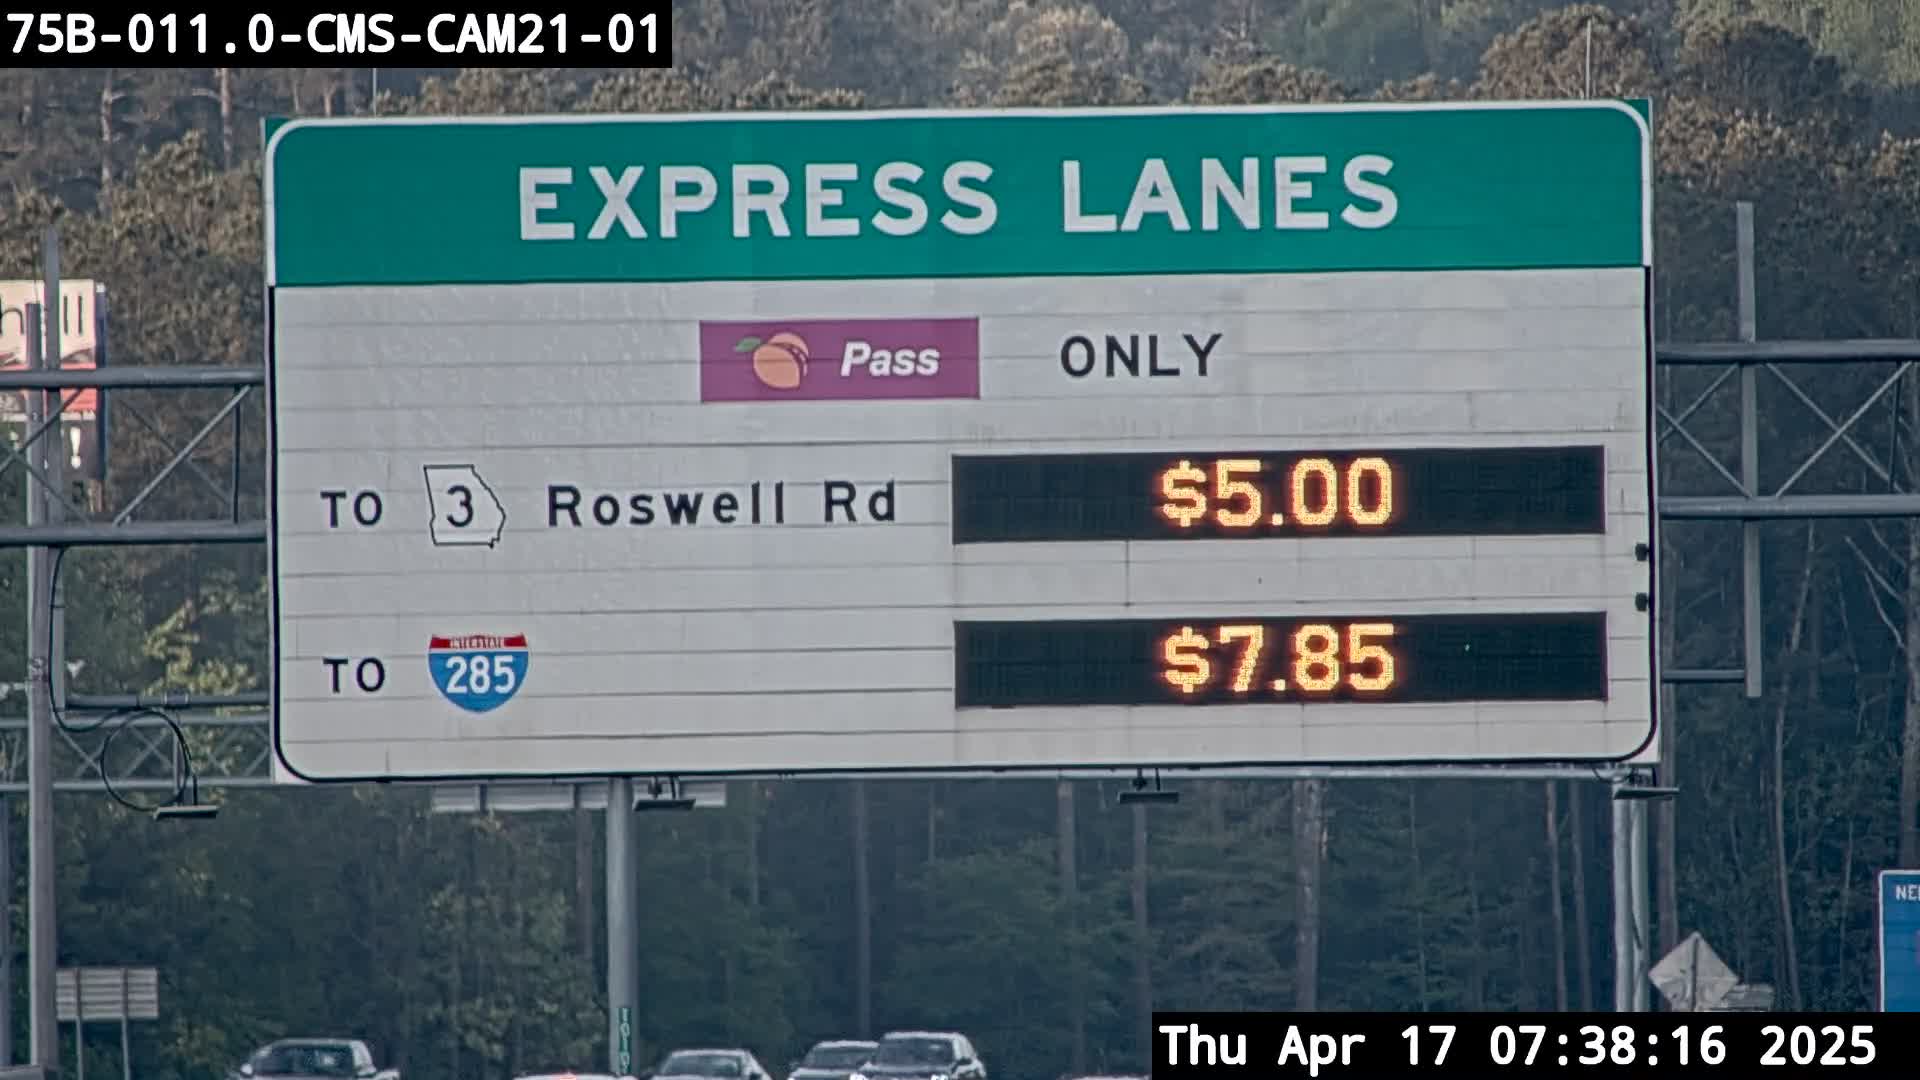 75B-011.0-CMS-CAM21-01
EXPRESS LANES
Pass ONLY
TO 3 Roswell Rd $5.00
TO INTERSTATE 285 $7.85
Thu Apr 17 07:38:16 2025